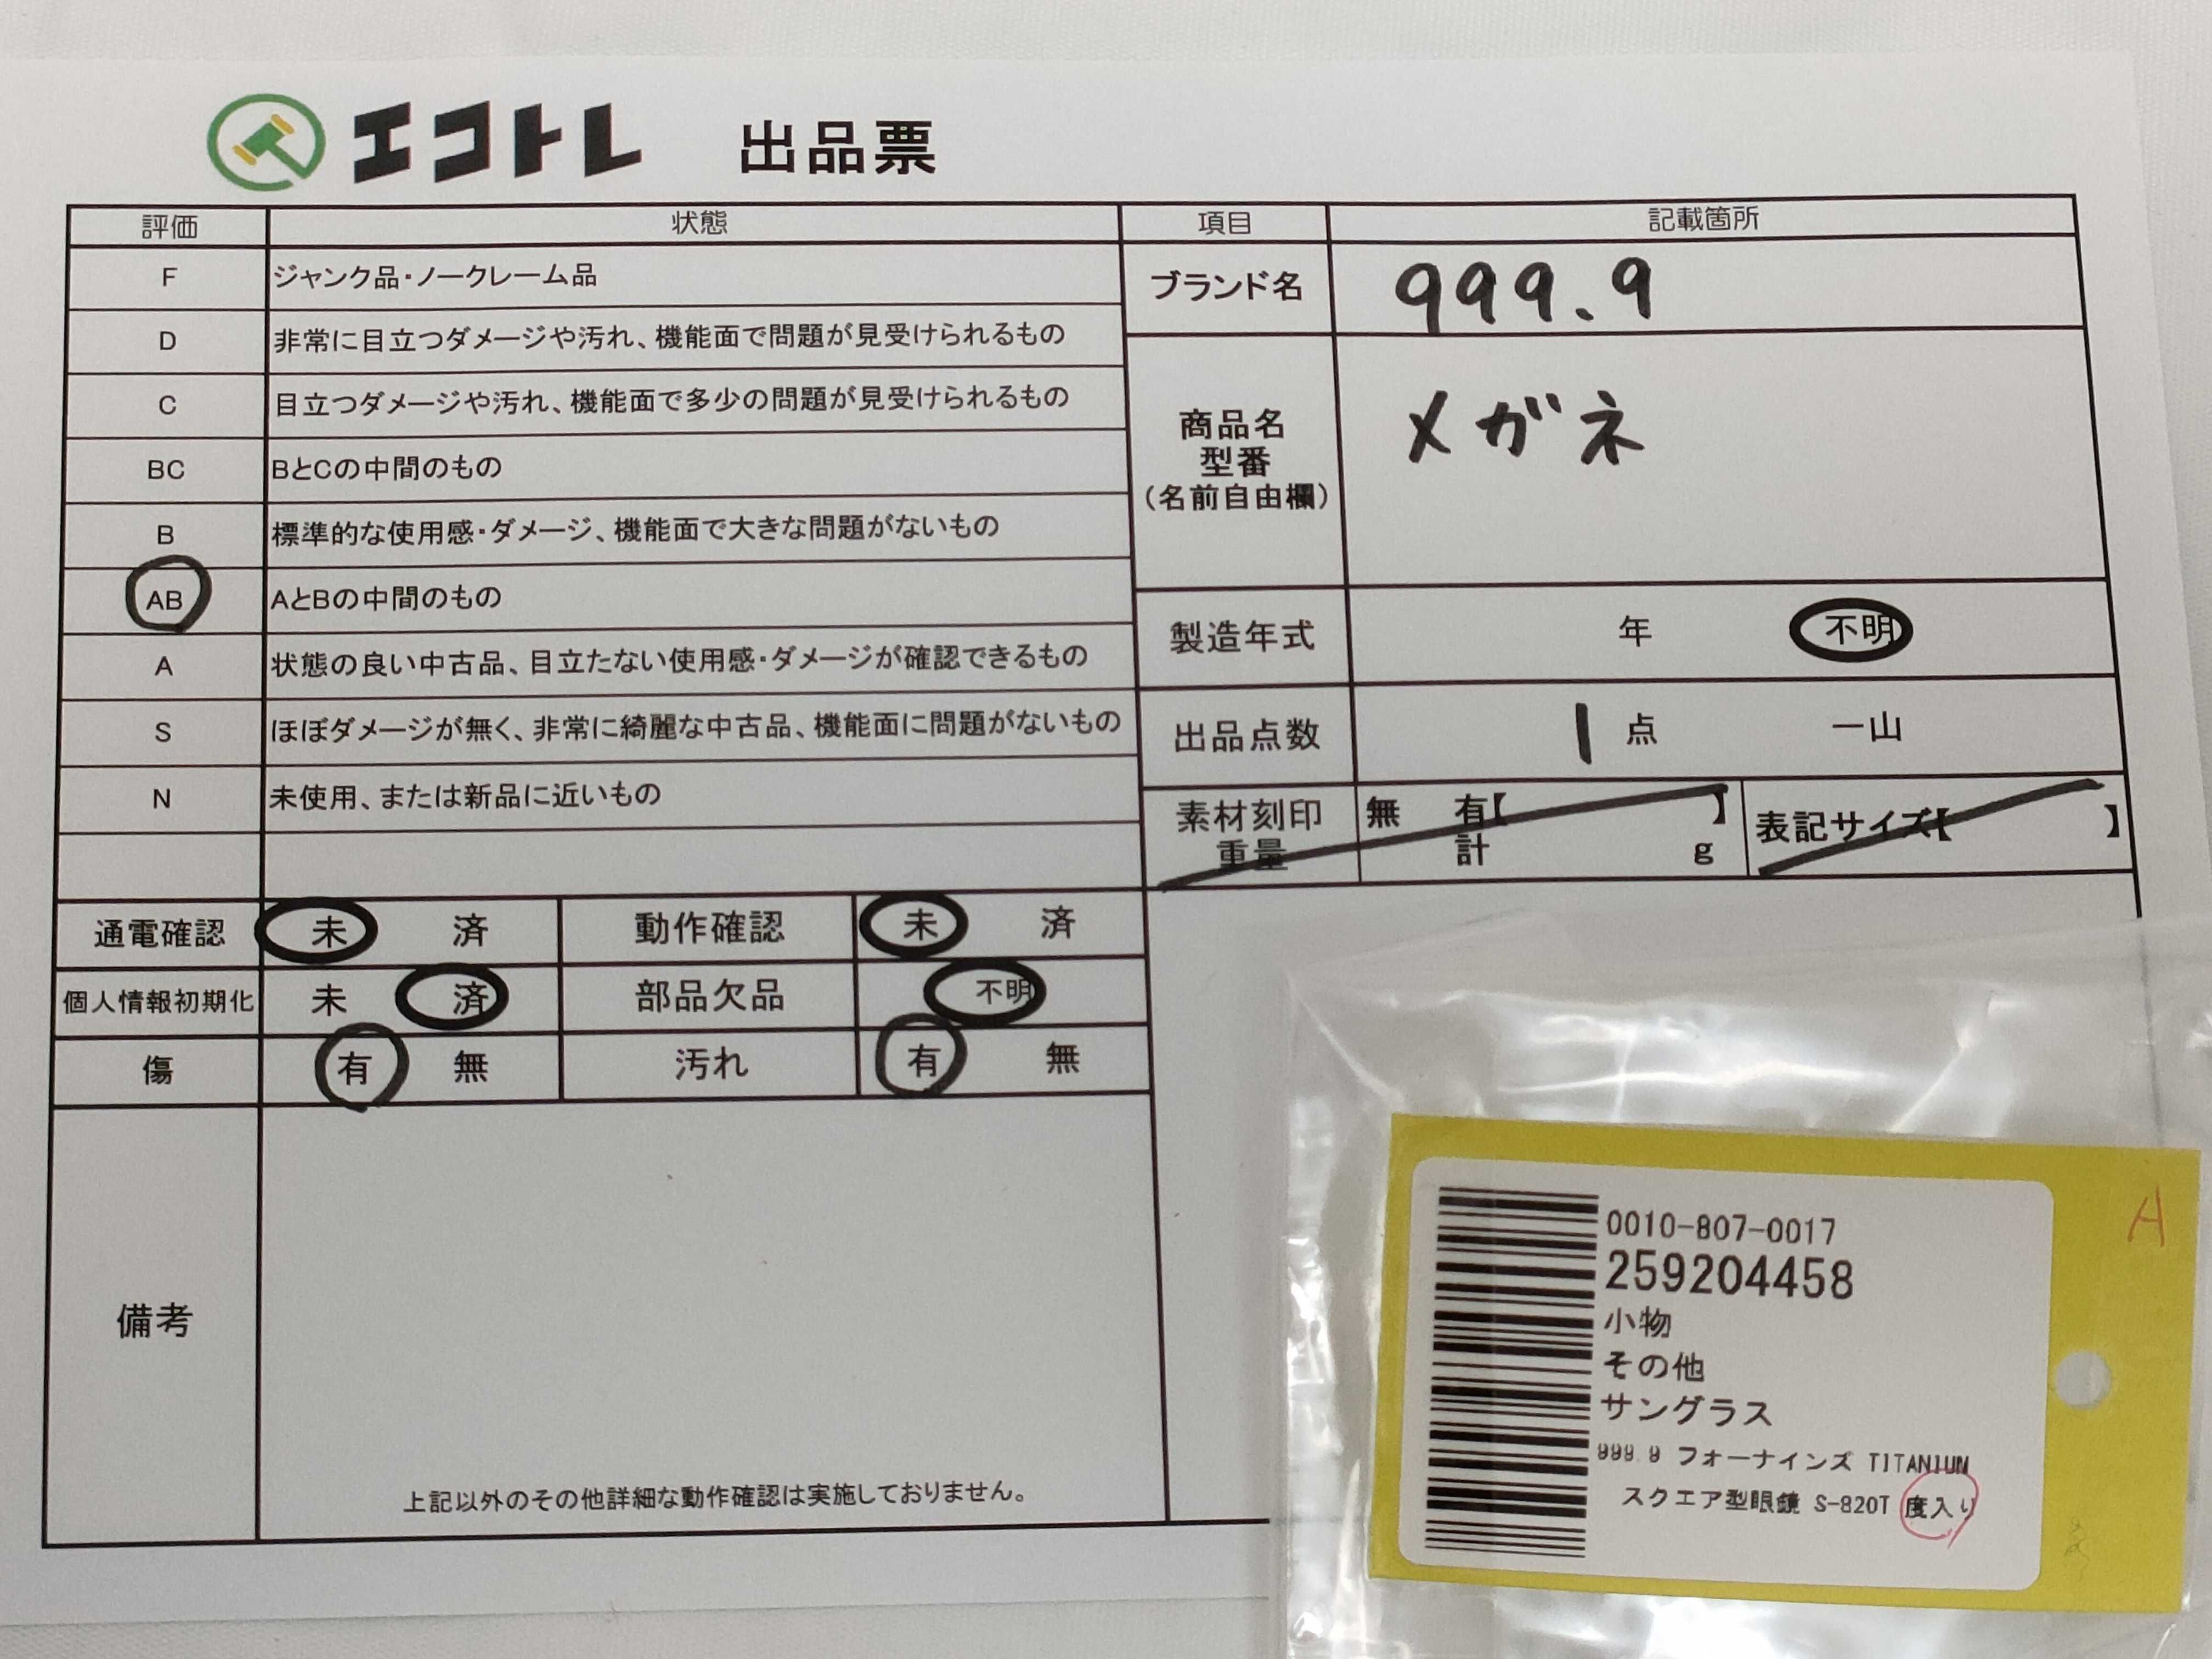 エコトレ 出品票
評価 状態
F ジャンク品・ノークレーム品
D 非常に目立つダメージや汚れ、機能面で問題が見受けられるもの
C 目立つダメージや汚れ、機能面で多少の問題が見受けられるもの
BC BとCの中間のもの
B 標準的な使用感・ダメージ、機能面で大きな問題がないもの
AB AとBの中間のもの
A 状態の良い中古品、目立たない使用感・ダメージが確認できるもの
S ほぼダメージが無く、非常に綺麗な中古品、機能面に問題がないもの
N 未使用、または新品に近いもの
項目 記載箇所
ブランド名 999.9
商品名
型番
(名前自由欄)
メガネ
製造年式 年 不明
出品点数 1点 一山
素材刻印 無 有【 】
重量 計 g
表記サイズ【 】
通電確認 未 済 動作確認 未 済
個人情報初期化 未 済 部品欠品 不明
傷 有 無 汚れ 有 無
備考
上記以外のその他詳細な動作確認は実施しておりません。
A
0010-807-0017
259204458
小物
その他
サングラス
999.9 フォーナインズ TITANIUM
スクエア型眼鏡 S-820T 度入り